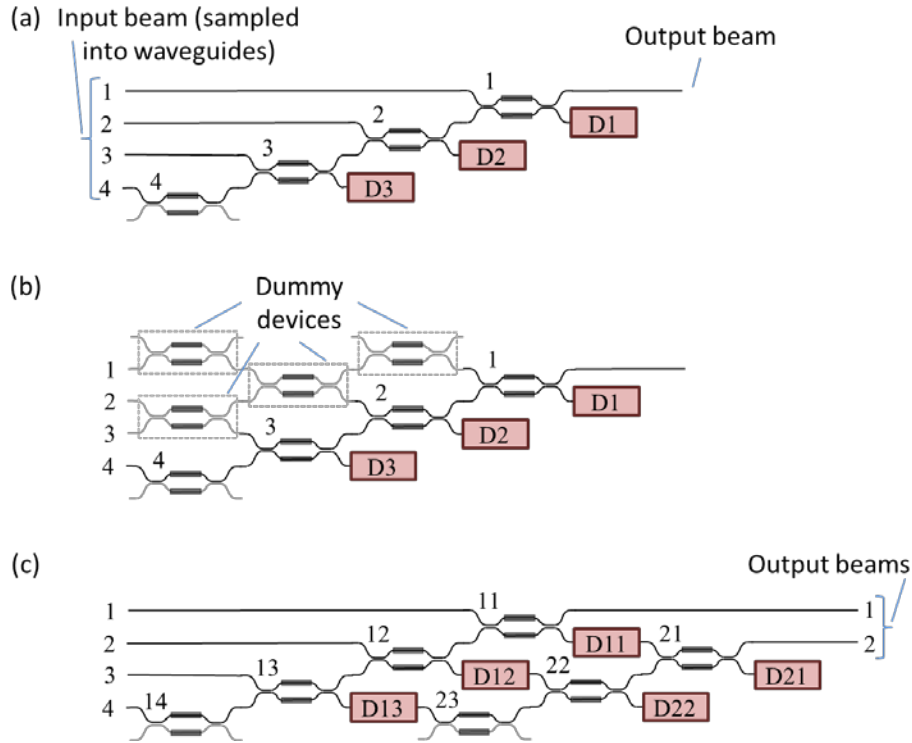 (a)
Input beam (sampled
into waveguides)
Output beam
1
1
2
2
D1
3
3
D2
4
4
D3
(b)
Dummy
devices
1
1
2
2
D1
3
3
D2
4
4
D3
(c)
Output beams
1
11
1
2
12
D11
21
2
3
13
D12
22
D21
4
14
D13
23
D22